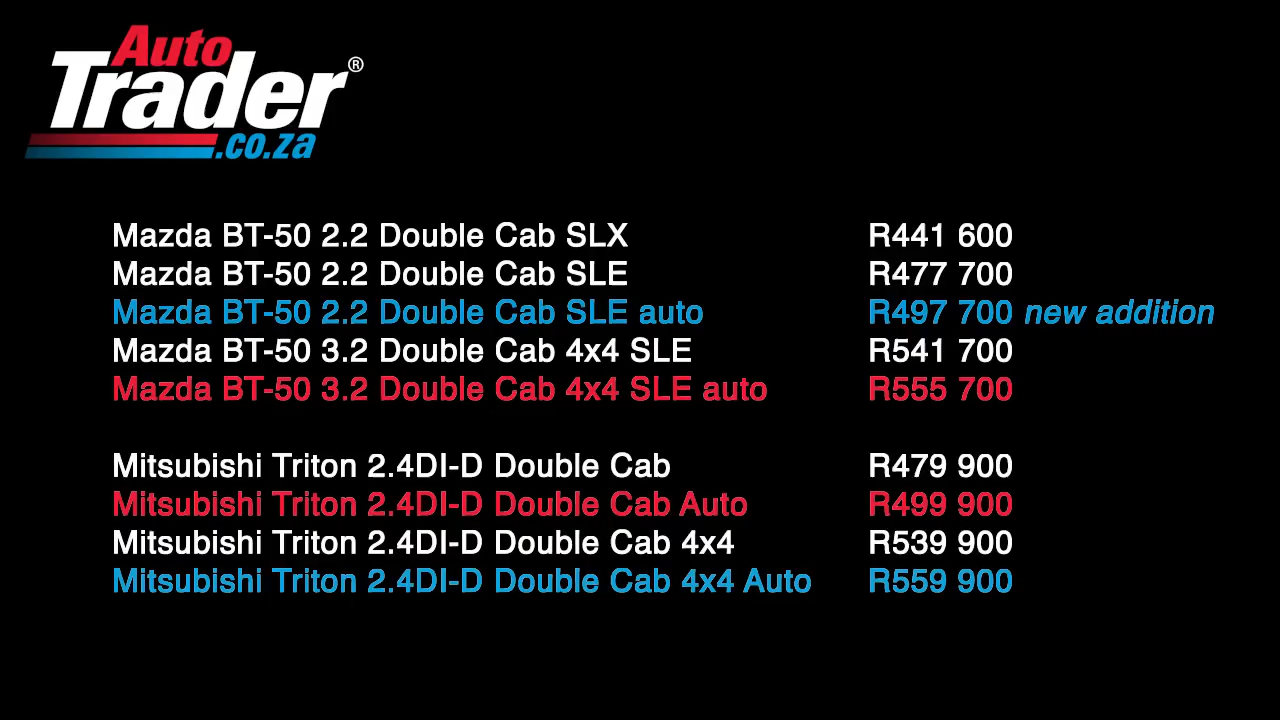 Auto
Trader®
.co.za
Mazda BT-50 2.2 Double Cab SLX R441 600
Mazda BT-50 2.2 Double Cab SLE R477 700
Mazda BT-50 2.2 Double Cab SLE auto R497 700 new addition
Mazda BT-50 3.2 Double Cab 4x4 SLE R541 700
Mazda BT-50 3.2 Double Cab 4x4 SLE auto R555 700
Mitsubishi Triton 2.4DI-D Double Cab R479 900
Mitsubishi Triton 2.4DI-D Double Cab Auto R499 900
Mitsubishi Triton 2.4DI-D Double Cab 4x4 R539 900
Mitsubishi Triton 2.4DI-D Double Cab 4x4 Auto R559 900